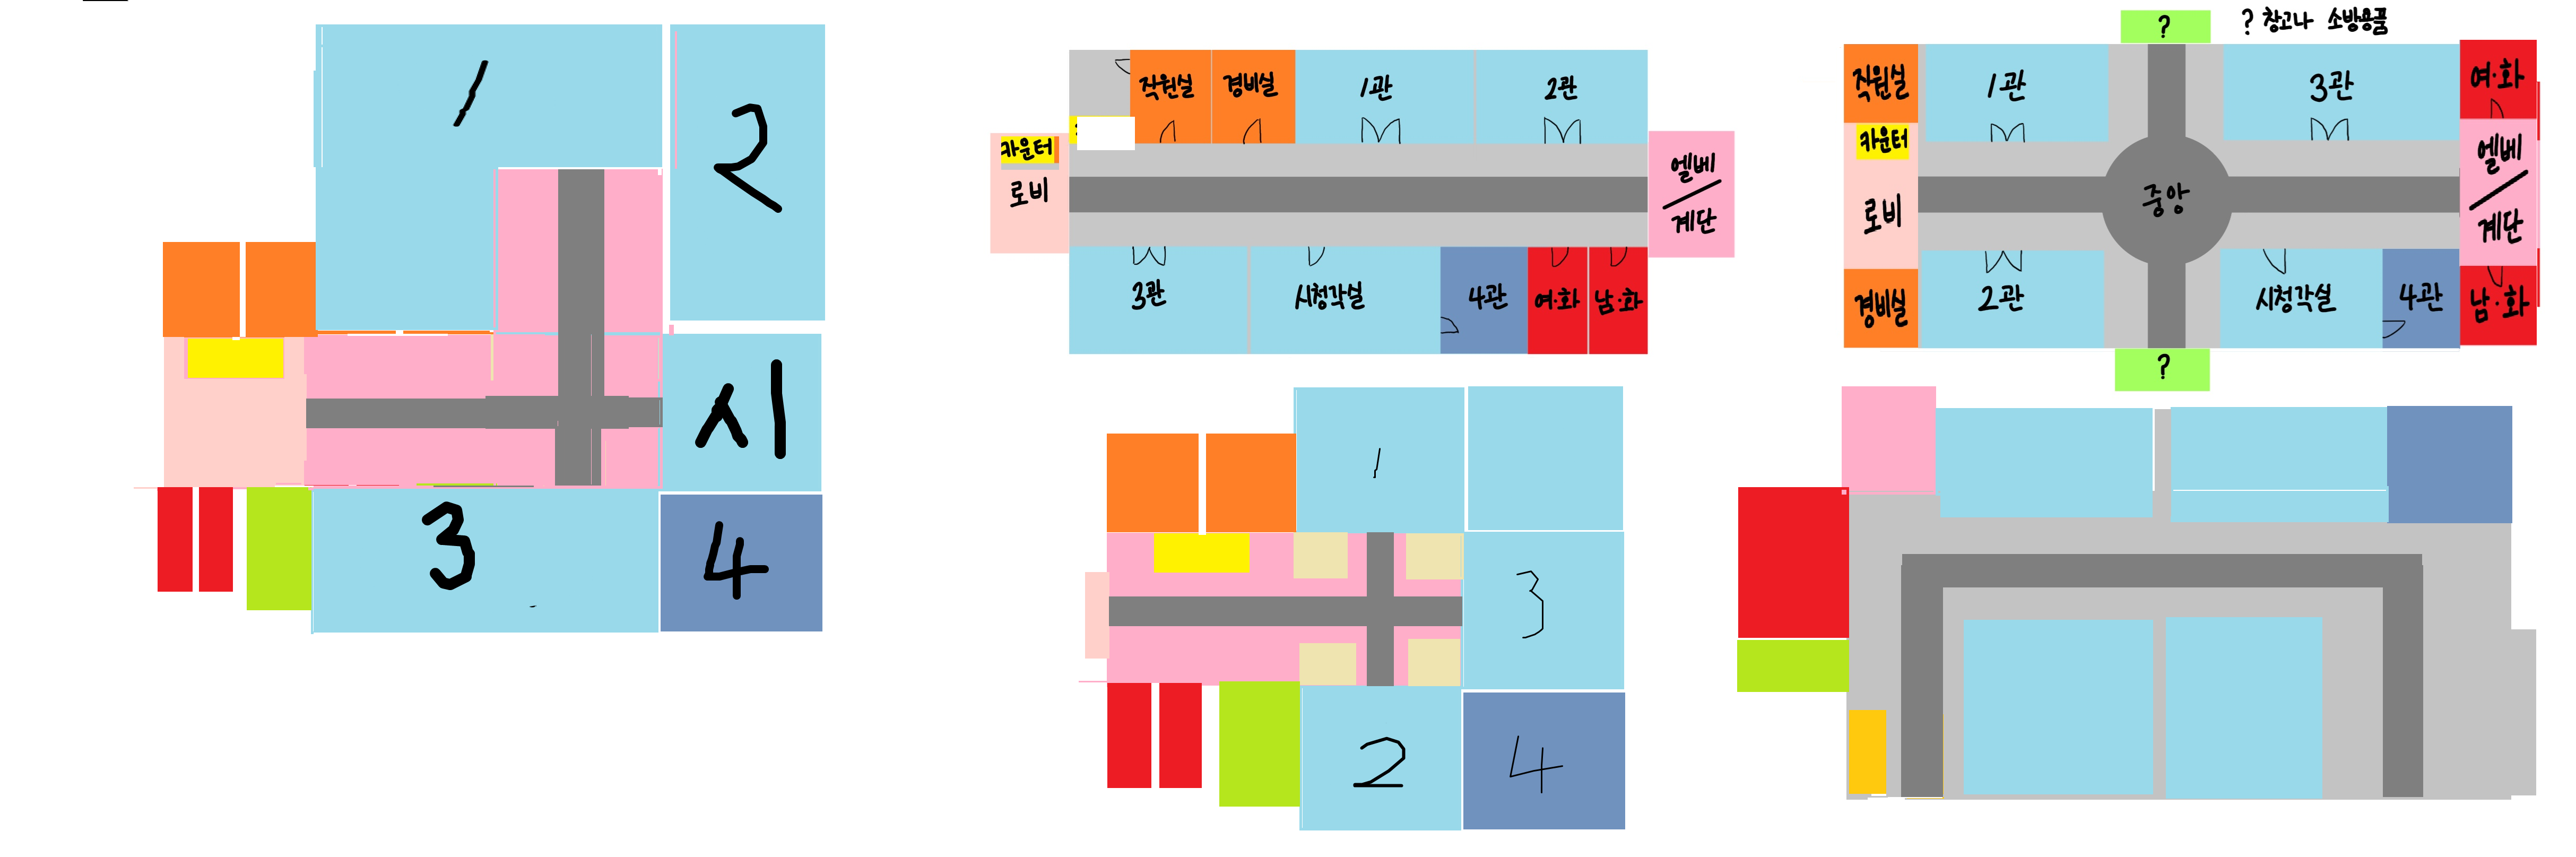 1
2
시
3
4
직원실 경비실 1관 2관
카운터
로비
엘베
/
계단
3관 시청각실 4관 여·화 남·화
1
3
2
4
?
? 창고나 소방용품
직원실 1관 3관 여·화
카운터
로비
중앙
엘베
/
계단
경비실 2관 시청각실 4관 남·화
?